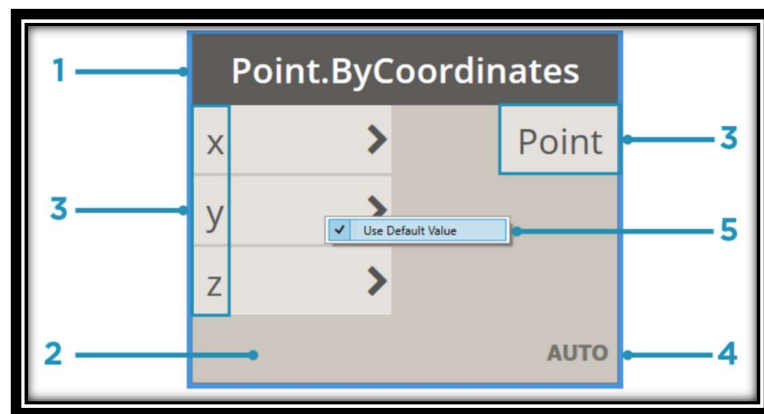 1 Point.ByCoordinates
x Point 3
3 y
✓ Use Default Value 5
z
2 AUTO 4